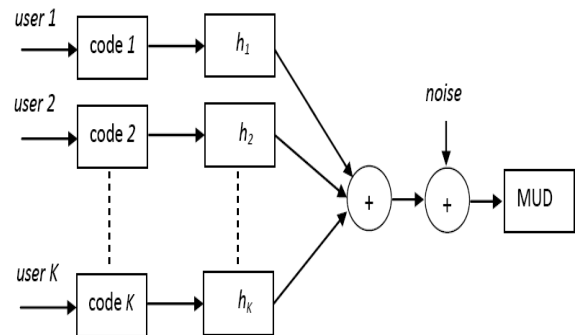 user 1
code 1
h1
user 2
code 2
h2
noise
+
+
MUD
user K
code K
hK